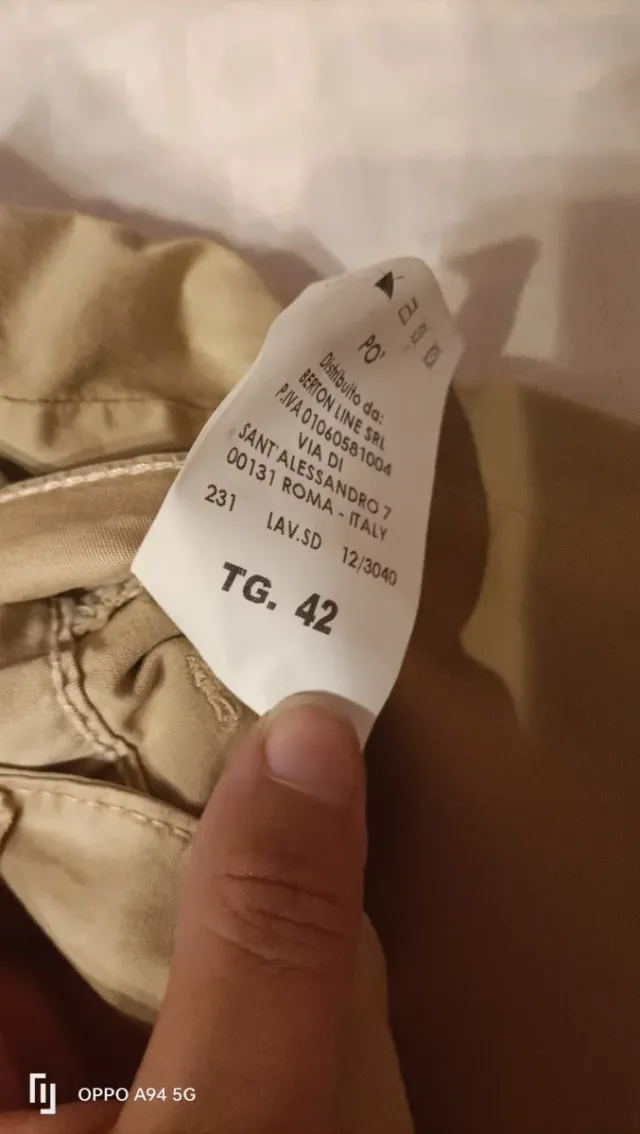 PO
Distribuito da:
BERTON LINE SRL
P.IVA 01060581004
VIA DI
SANT'ALESSANDRO 7
00131 ROMA - ITALY
231 LAV.SD 12/3040
TG. 42
OPPO A94 5G